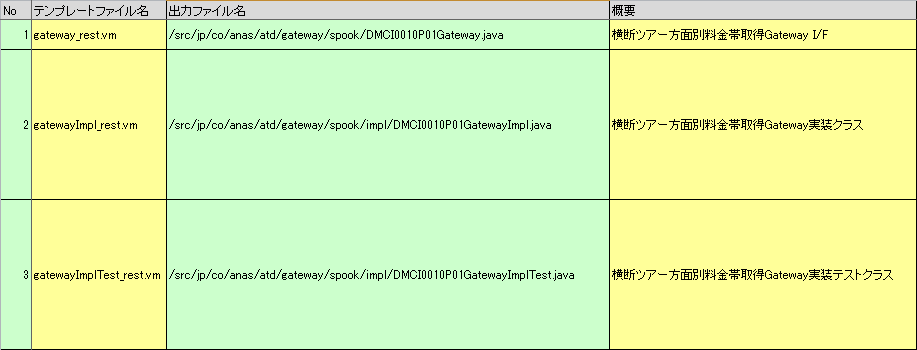 No テンプレートファイル名 出力ファイル名 概要
1 gateway_rest.vm /src/jp/co/anas/atd/gateway/spook/DMCI0010P01Gateway.java 横断ツアー方面別料金帯取得Gateway I/F
2 gatewayImpl_rest.vm /src/jp/co/anas/atd/gateway/spook/impl/DMCI0010P01GatewayImpl.java 横断ツアー方面別料金帯取得Gateway実装クラス
3 gatewayImplTest_rest.vm /src/jp/co/anas/atd/gateway/spook/impl/DMCI0010P01GatewayImplTest.java 横断ツアー方面別料金帯取得Gateway実装テストクラス